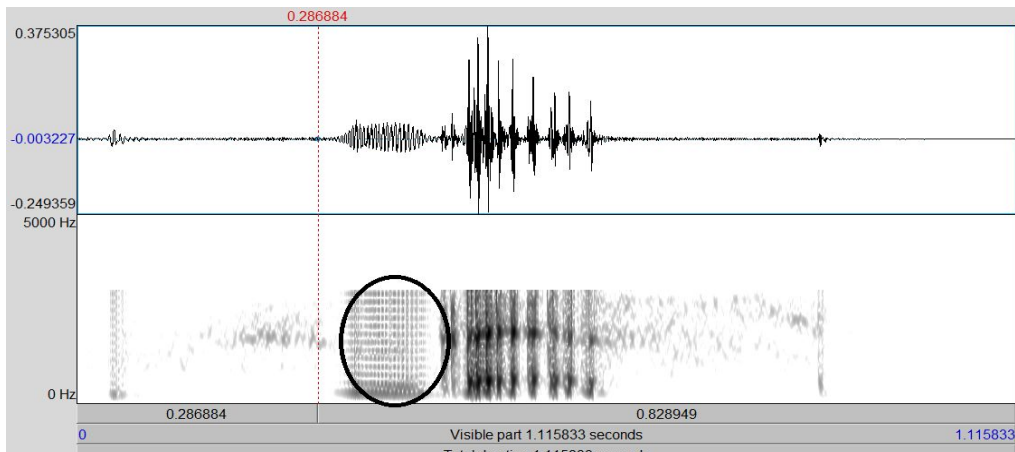 0.286884
0.375305
-0.003227
-0.249359
5000 Hz
0 Hz
0.286884 0.828949
0 Visible part 1.115833 seconds 1.115833